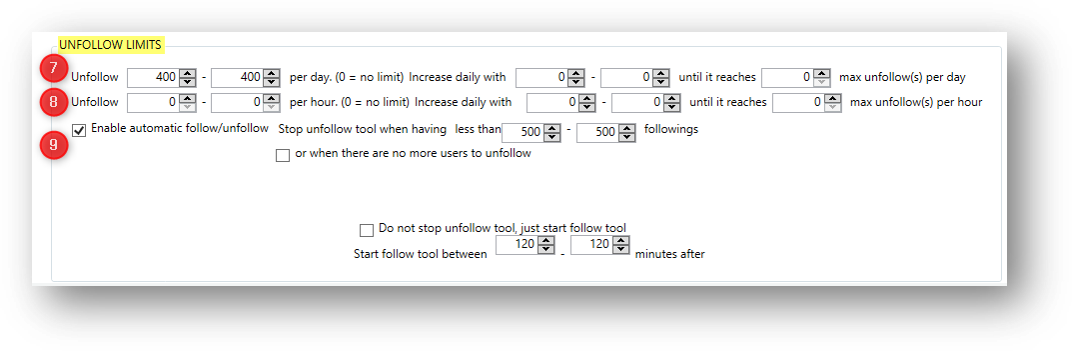 UNFOLLOW LIMITS
7 Unfollow 400 - 400 per day. (0 = no limit) Increase daily with 0 - 0 until it reaches 0 max unfollow(s) per day
8 Unfollow 0 - 0 per hour. (0 = no limit) Increase daily with 0 - 0 until it reaches 0 max unfollow(s) per hour
9 Enable automatic follow/unfollow Stop unfollow tool when having less than 500 - 500 followings
or when there are no more users to unfollow
Do not stop unfollow tool, just start follow tool
Start follow tool between 120 - 120 minutes after